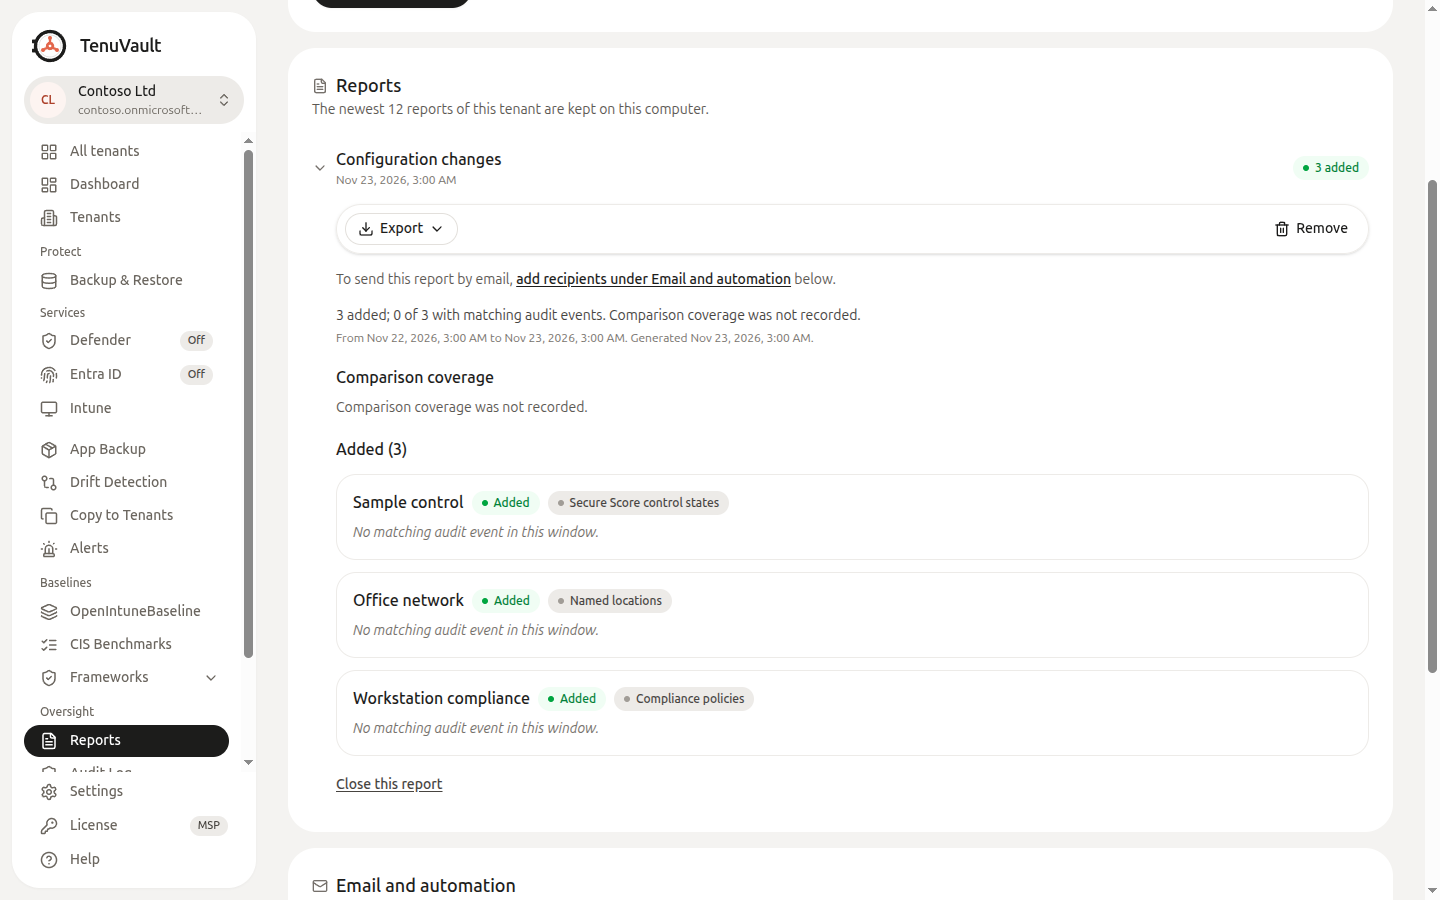 TenuVault
CL
Contoso Ltd
contoso.onmicrosoft...
All tenants
Dashboard
Tenants
Protect
Backup & Restore
Services
Defender Off
Entra ID Off
Intune
App Backup
Drift Detection
Copy to Tenants
Alerts
Baselines
OpenIntuneBaseline
CIS Benchmarks
Frameworks
Oversight
Reports
Audit Log
Settings
License MSP
Help
Reports
The newest 12 reports of this tenant are kept on this computer.
Configuration changes
Nov 23, 2026, 3:00 AM
3 added
Export
Remove
To send this report by email, add recipients under Email and automation below.
3 added; 0 of 3 with matching audit events. Comparison coverage was not recorded.
From Nov 22, 2026, 3:00 AM to Nov 23, 2026, 3:00 AM. Generated Nov 23, 2026, 3:00 AM.
Comparison coverage
Comparison coverage was not recorded.
Added (3)
Sample control Added Secure Score control states
No matching audit event in this window.
Office network Added Named locations
No matching audit event in this window.
Workstation compliance Added Compliance policies
No matching audit event in this window.
Close this report
Email and automation